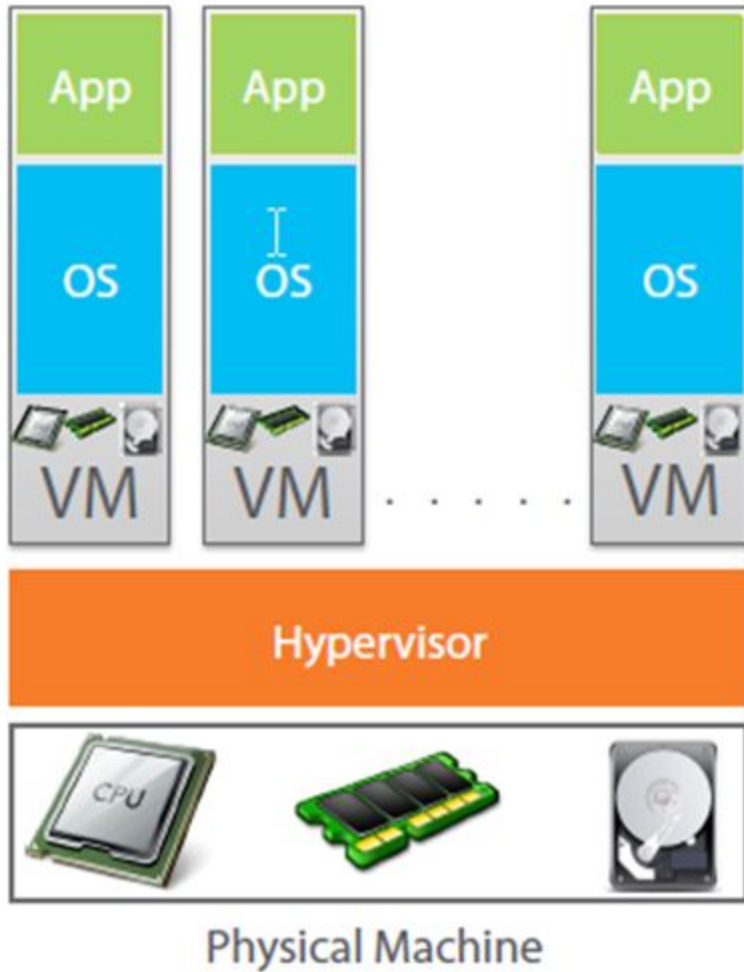 App App App
OS OS OS
VM VM . . . . . VM
Hypervisor
CPU
Physical Machine